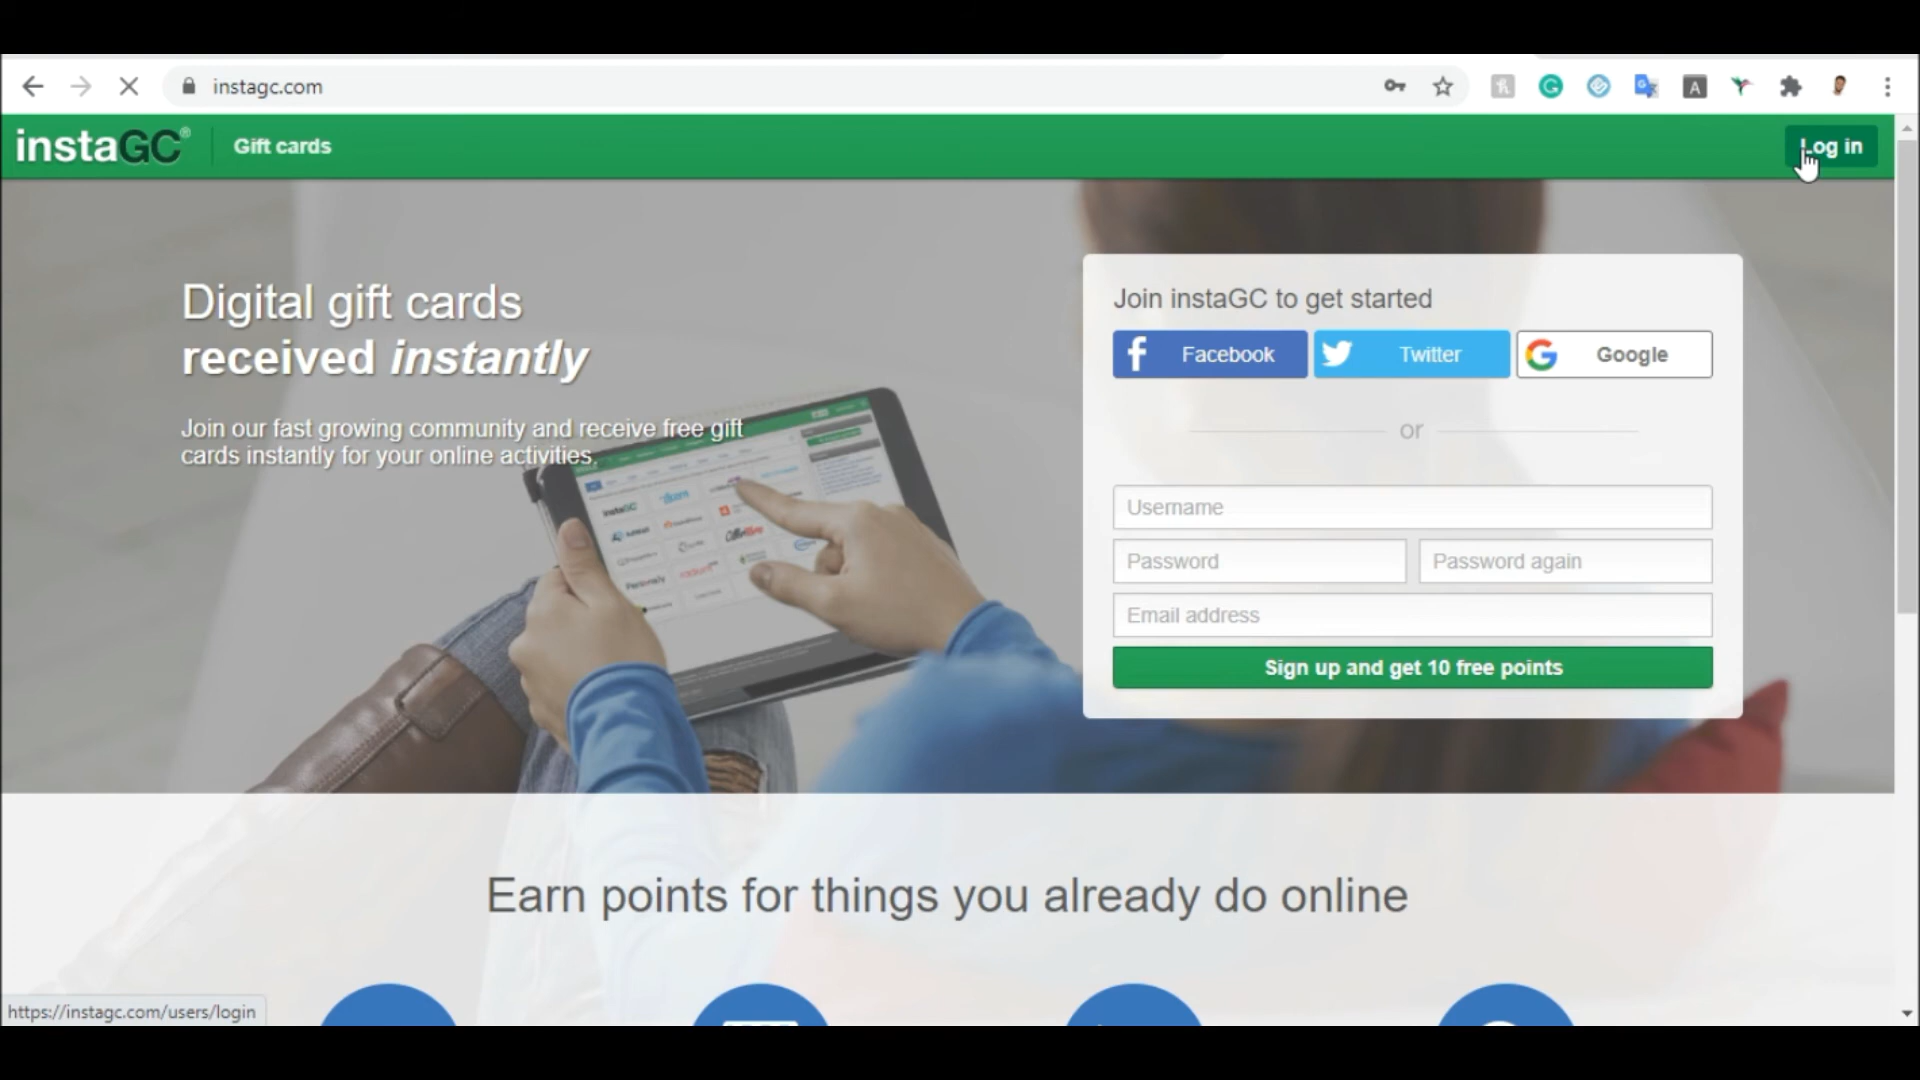 instagc.com
instaGC®
Gift cards
Log in
Digital gift cards
received instantly
Join our fast growing community and receive free gift
cards instantly for your online activities.
Join instaGC to get started
Facebook
Twitter
Google
or
Username
Password
Password again
Email address
Sign up and get 10 free points
Earn points for things you already do online
https://instagc.com/users/login